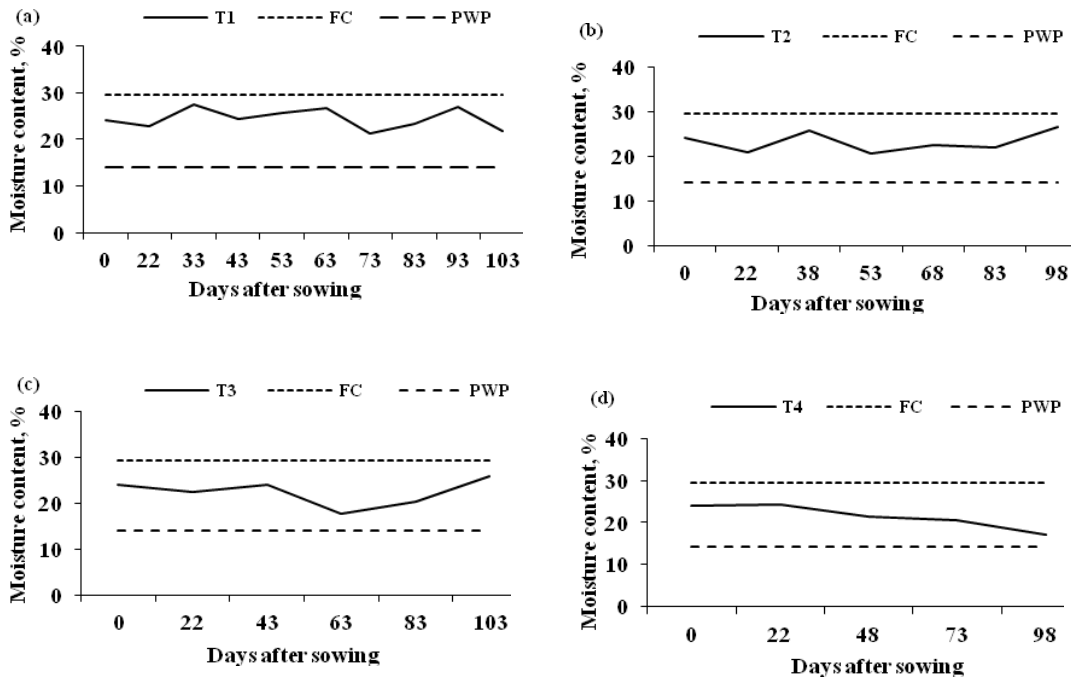 (a)
T1 FC PWP
Moisture content, %
40
30
20
10
0
0 22 33 43 53 63 73 83 93 103
Days after sowing
(b)
T2 FC PWP
Moisture content, %
40
30
20
10
0
0 22 38 53 68 83 98
Days after sowing
(c)
T3 FC PWP
Moisture content, %
40
30
20
10
0
0 22 43 63 83 103
Days after sowing
(d)
T4 FC PWP
Moisture content, %
40
30
20
10
0
0 22 48 73 98
Days after sowing